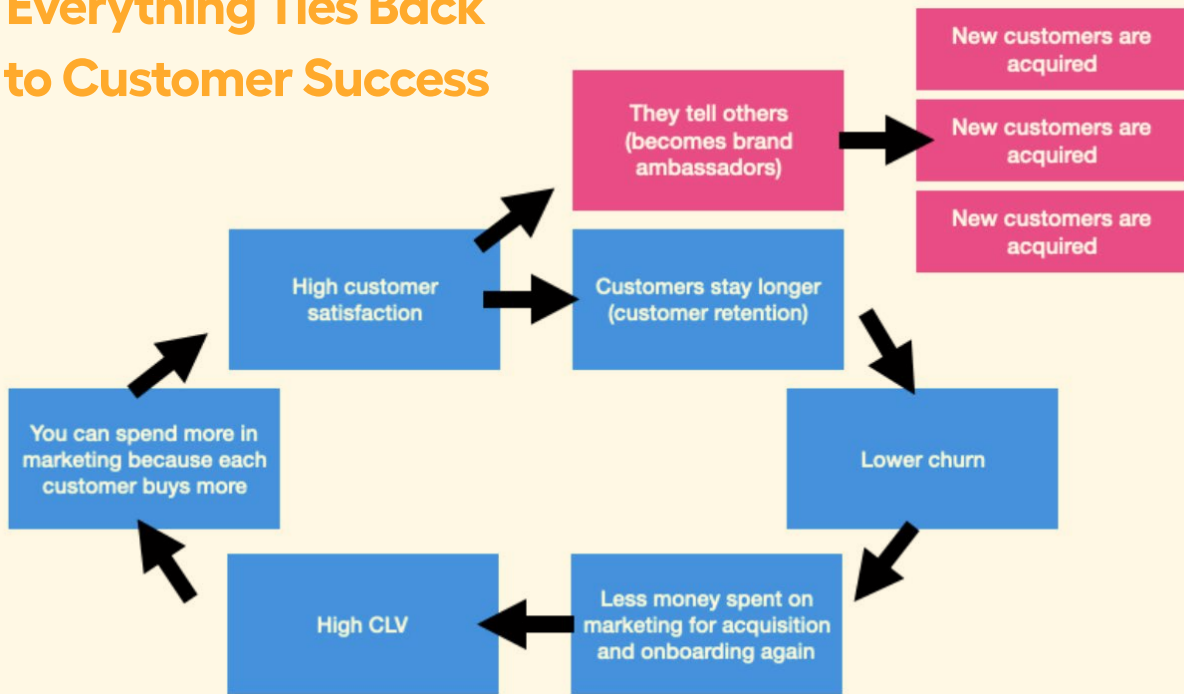 Everything Ties Back
to Customer Success
New customers are
acquired
They tell others
(becomes brand
ambassadors)
New customers are
acquired
New customers are
acquired
High customer
satisfaction
Customers stay longer
(customer retention)
You can spend more in
marketing because each
customer buys more
Lower churn
High CLV
Less money spent on
marketing for acquisition
and onboarding again